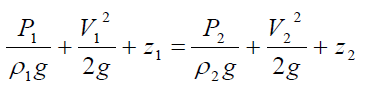 P₁/ρ₁g + V₁²/2g + z₁ = P₂/ρ₂g + V₂²/2g + z₂